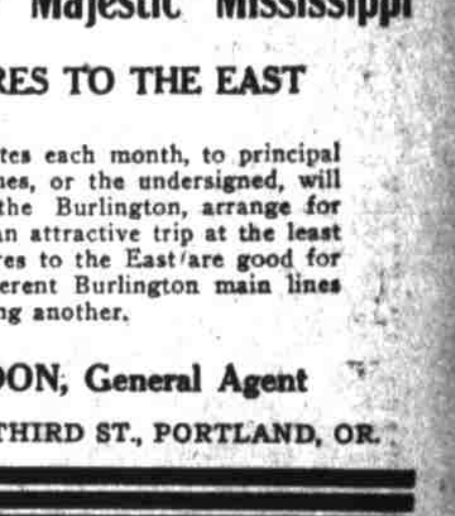 Majestic Mississippi
RES TO THE EAST
tes each month, to principal
nes, or the undersigned, will
the Burlington, arrange for
an attractive trip at the least
res to the East are good for
erent Burlington main lines
ng another.
DON, General Agent
THIRD ST., PORTLAND, OR.